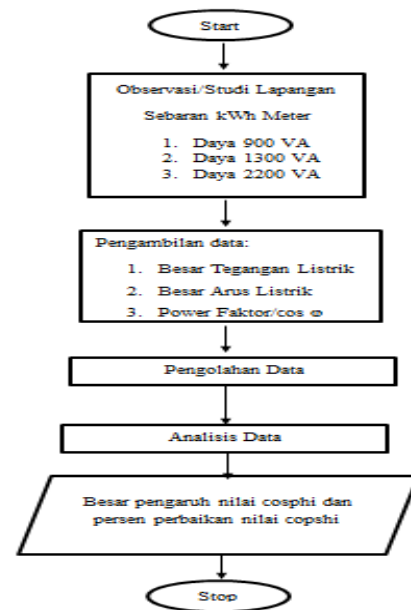 Start
Observasi/Studi Lapangan
Sebaran kWh Meter
1. Daya 900 VA
2. Daya 1300 VA
3. Daya 2200 VA
Pengambilan data:
1. Besar Tegangan Listrik
2. Besar Arus Listrik
3. Power Faktor/cos φ
Pengolahan Data
Analisis Data
Besar pengaruh nilai cosphi dan
persen perbaikan nilai copshi
Stop